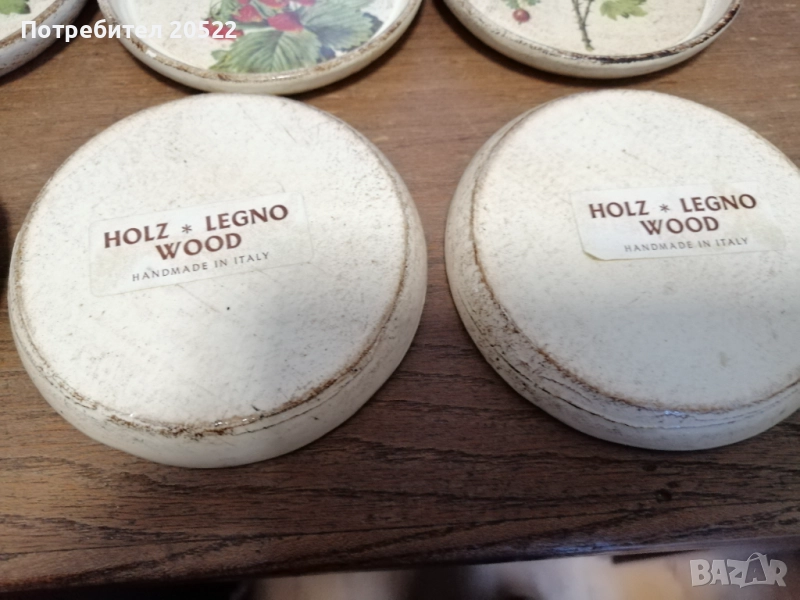 Потребител 20522
HOLZ * LEGNO
WOOD
HANDMADE IN ITALY
HOLZ * LEGNO
WOOD
HANDMADE IN ITALY
BAZAR